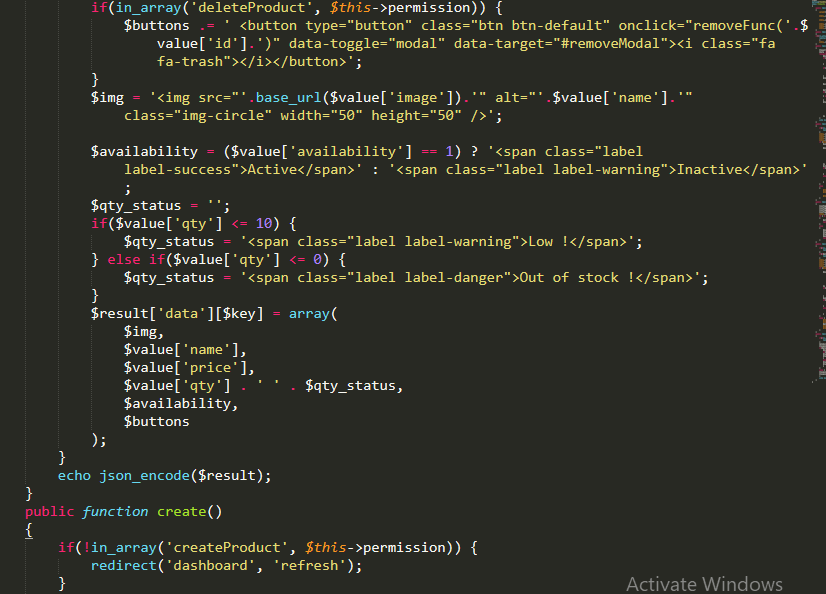 if(in_array('deleteProduct', $this->permission)) {
$buttons .= ' <button type="button" class="btn btn-default" onclick="removeFunc('.$
value['id'].')" data-toggle="modal" data-target="#removeModal"><i class="fa
fa-trash"></i></button>';
}
$img = '<img src="'.base_url($value['image']).'" alt="'.$value['name'].'"
class="img-circle" width="50" height="50" />';
$availability = ($value['availability'] == 1) ? '<span class="label
label-success">Active</span>' : '<span class="label label-warning">Inactive</span>'
;
$qty_status = '';
if($value['qty'] <= 10) {
$qty_status = '<span class="label label-warning">Low !</span>';
} else if($value['qty'] <= 0) {
$qty_status = '<span class="label label-danger">Out of stock !</span>';
}
$result['data'][$key] = array(
$img,
$value['name'],
$value['price'],
$value['qty'] . ' ' . $qty_status,
$availability,
$buttons
);
}
echo json_encode($result);
}
public function create()
{
if(!in_array('createProduct', $this->permission)) {
redirect('dashboard', 'refresh');
}
Activate Windows